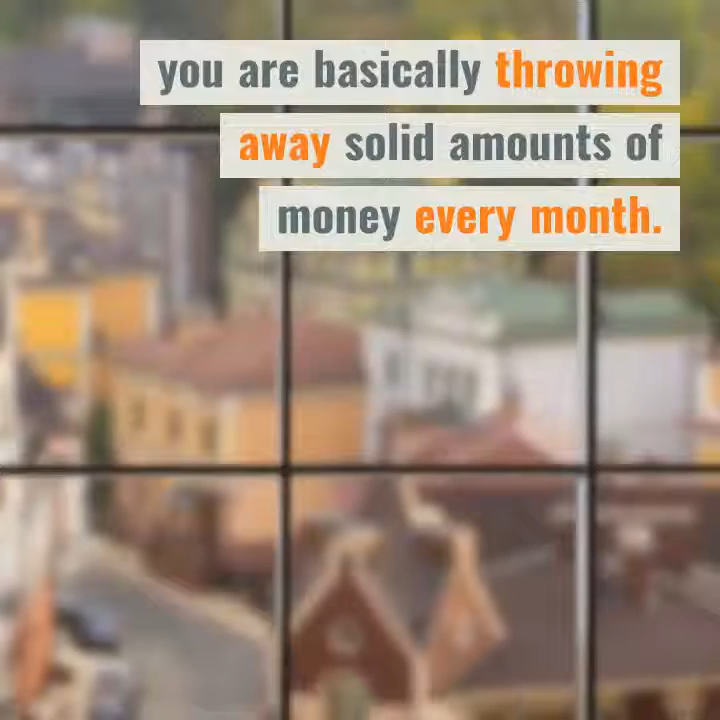 you are basically throwing
away solid amounts of
money every month.